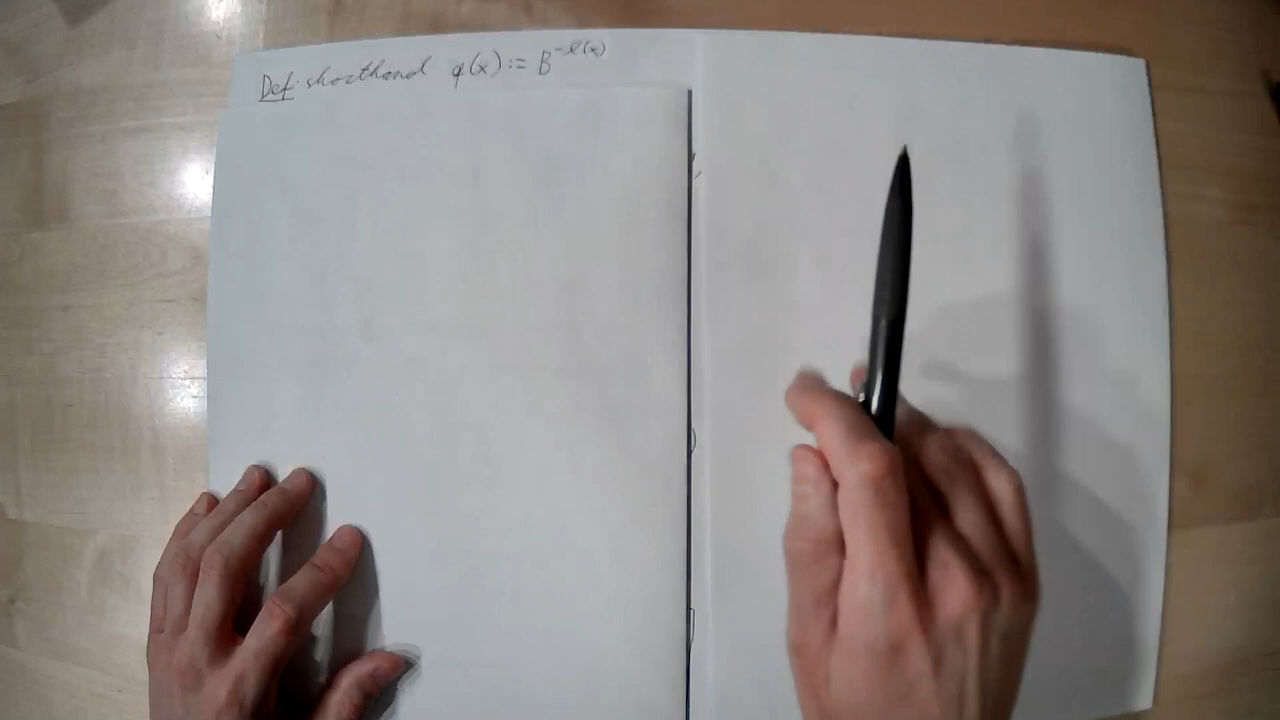 Def: shorthand q(x) := B^{-ℓ(x)}